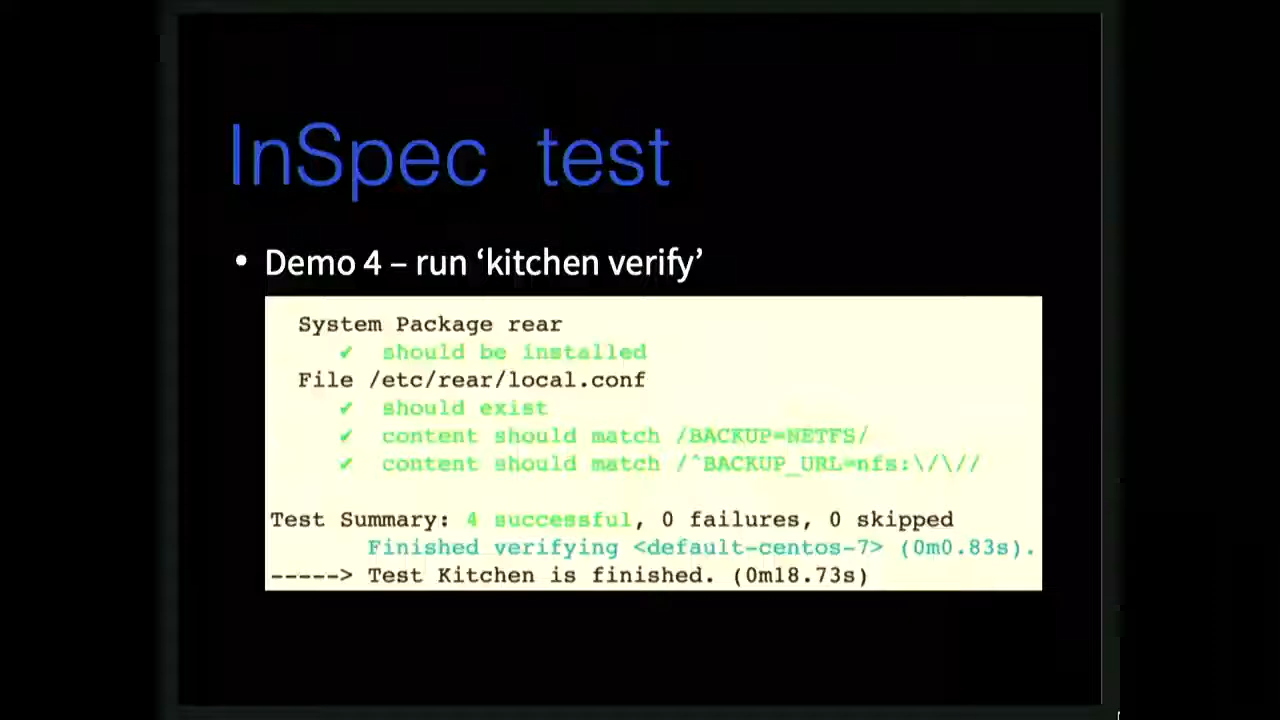 InSpec test
• Demo 4 – run ‘kitchen verify’
System Package rear
✔ should be installed
File /etc/rear/local.conf
✔ should exist
✔ content should match /BACKUP=NETFS/
✔ content should match /^BACKUP_URL=nfs:\/\//
Test Summary: 4 successful, 0 failures, 0 skipped
Finished verifying <default-centos-7> (0m0.83s).
-----> Test Kitchen is finished. (0m18.73s)